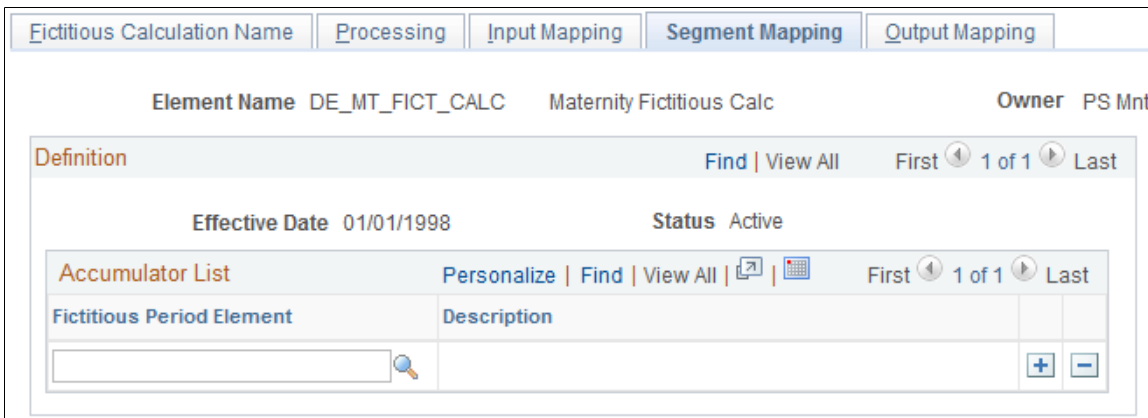 Fictitious Calculation Name Processing Input Mapping Segment Mapping Output Mapping
Element Name DE_MT_FICT_CALC Maternity Fictitious Calc Owner PS Mnt
Definition Find | View All First 1 of 1 Last
Effective Date 01/01/1998 Status Active
Accumulator List Personalize | Find | View All | | First 1 of 1 Last
Fictitious Period Element Description